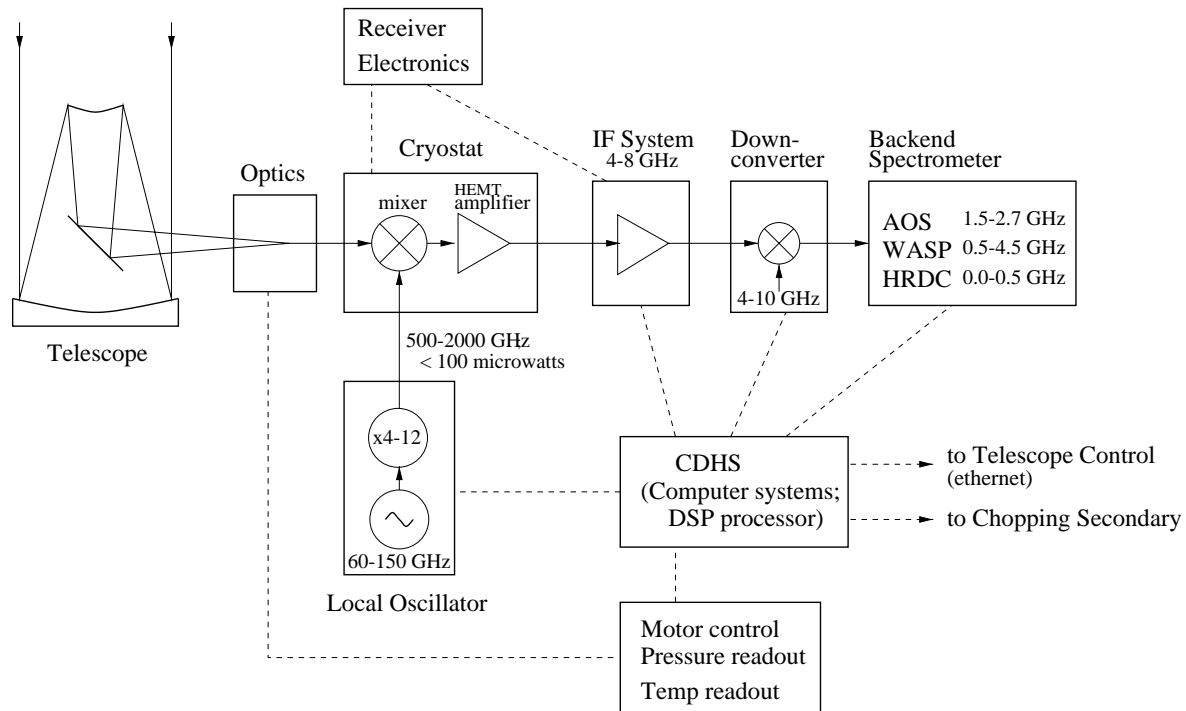 Receiver
Electronics
Optics
Cryostat
mixer
HEMT
amplifier
IF System
4-8 GHz
Down-
converter
4-10 GHz
Backend
Spectrometer
AOS 1.5-2.7 GHz
WASP 0.5-4.5 GHz
HRDC 0.0-0.5 GHz
Telescope
500-2000 GHz
< 100 microwatts
x4-12
60-150 GHz
Local Oscillator
CDHS
(Computer systems;
DSP processor)
to Telescope Control
(ethernet)
to Chopping Secondary
Motor control
Pressure readout
Temp readout